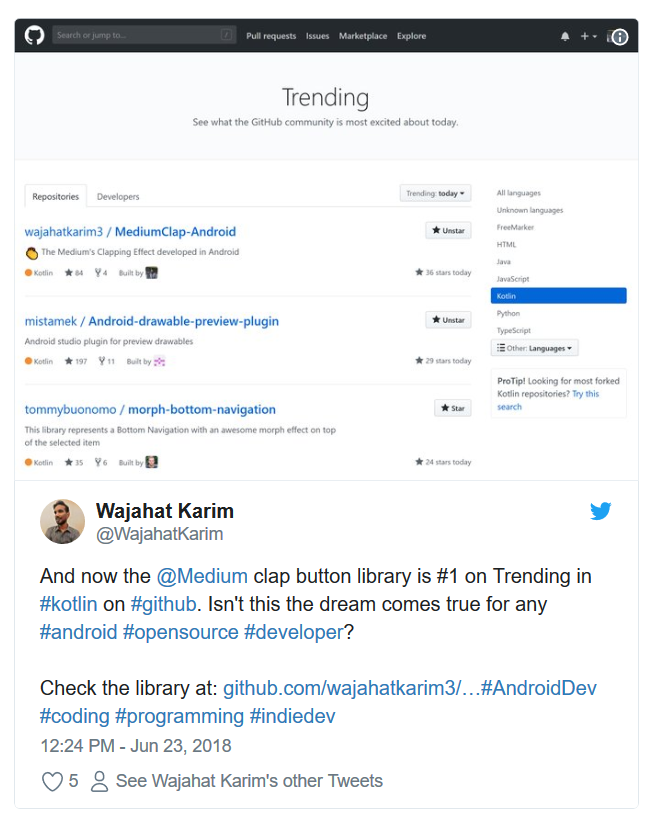 Search or jump to... /
Pull requests Issues Marketplace Explore
Trending
See what the GitHub community is most excited about today.
Repositories Developers
Trending: today
wajahatkarim3 / MediumClap-Android
Unstar
The Medium's Clapping Effect developed in Android
Kotlin 84 4 Built by
36 stars today
mistamek / Android-drawable-preview-plugin
Unstar
Android studio plugin for preview drawables
Kotlin 197 11 Built by
29 stars today
tommybuonomo / morph-bottom-navigation
Star
This library represents a Bottom Navigation with an awesome morph effect on top
of the selected item
Kotlin 35 6 Built by
24 stars today
All languages
Unknown languages
FreeMarker
HTML
Java
JavaScript
Kotlin
Python
TypeScript
Other: Languages
ProTip! Looking for most forked
Kotlin repositories? Try this
search
Wajahat Karim
@WajahatKarim
And now the @Medium clap button library is #1 on Trending in
#kotlin on #github. Isn't this the dream comes true for any
#android #opensource #developer?
Check the library at: github.com/wajahatkarim3/…#AndroidDev
#coding #programming #indiedev
12:24 PM - Jun 23, 2018
5 See Wajahat Karim's other Tweets